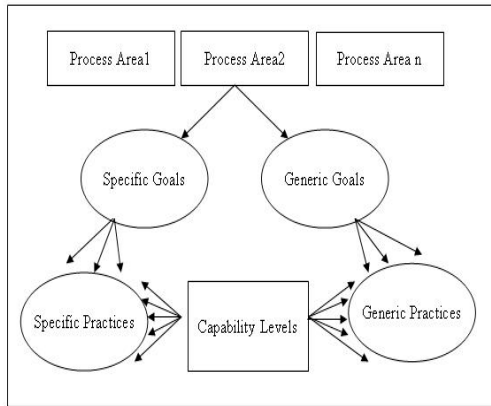 Process Area1
Process Area2
Process Area n
Specific Goals
Generic Goals
Specific Practices
Capability Levels
Generic Practices